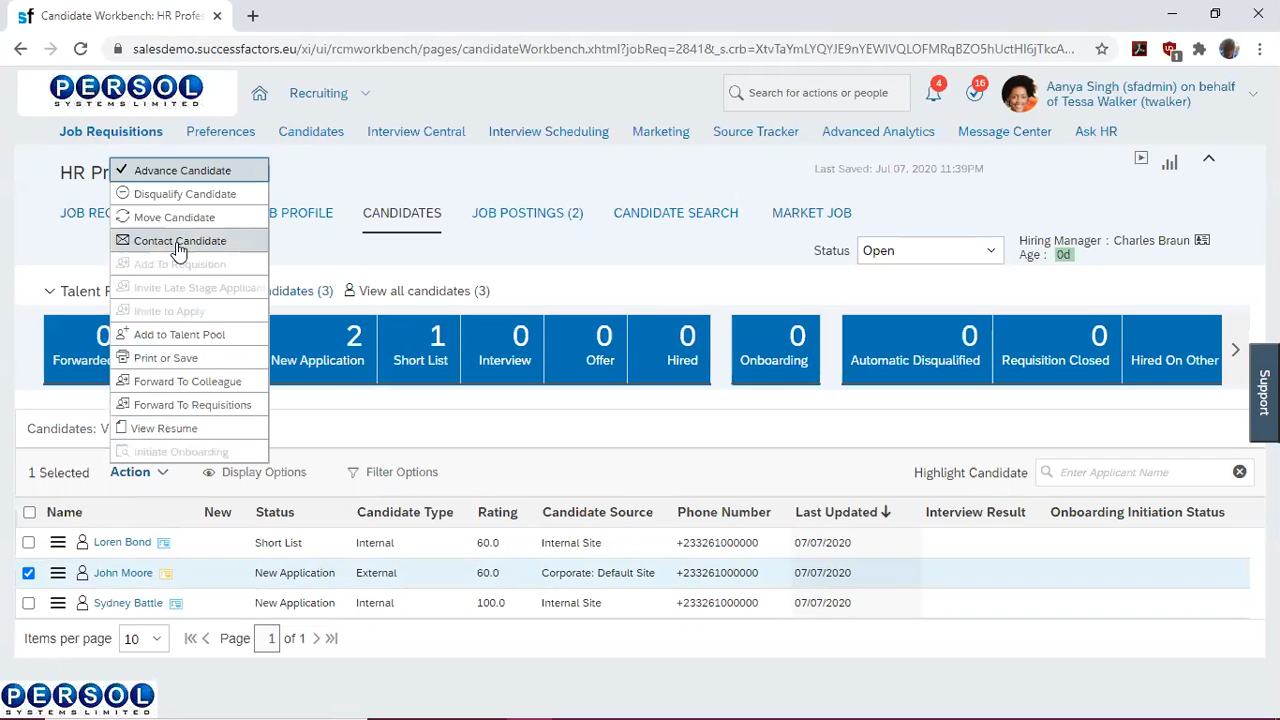 sf Candidate Workbench: HR Profes
salesdemo.successfactors.eu/xi/ui/rcmworkbench/pages/candidateWorkbench.xhtml?jobReq=2841&_s.crb=XtvTaYmLYQYJE9nYEWIVQLOFMRqBZO5hUctHI6jTkcA...
PERSOL
SYSTEMS LIMITED
Recruiting
Search for actions or people
4
16
Aanya Singh (sfadmin) on behalf
of Tessa Walker (twalker)
Job Requisitions Preferences Candidates Interview Central Interview Scheduling Marketing Source Tracker Advanced Analytics Message Center Ask HR
HR Pr
Last Saved: Jul 07, 2020 11:39PM
Advance Candidate
Disqualify Candidate
Move Candidate
Contact Candidate
Add To Requisition
Invite Late Stage Applican
Invite to Apply
Add to Talent Pool
Print or Save
Forward To Colleague
Forward To Requisitions
View Resume
Initiate Onboarding
JOB REQ B PROFILE CANDIDATES JOB POSTINGS (2) CANDIDATE SEARCH MARKET JOB
Status Open
Hiring Manager : Charles Braun
Age : 0d
Talent P didates (3) View all candidates (3)
0 2 1 0 0 0 0 0 0
Forwarded New Application Short List Interview Offer Hired Onboarding Automatic Disqualified Requisition Closed Hired On Other
Support
Candidates: V
1 Selected Action Display Options Filter Options Highlight Candidate Enter Applicant Name
Name New Status Candidate Type Rating Candidate Source Phone Number Last Updated Interview Result Onboarding Initiation Status
Loren Bond Short List Internal 60.0 Internal Site +233261000000 07/07/2020
John Moore New Application External 60.0 Corporate: Default Site +233261000000 07/07/2020
Sydney Battle New Application Internal 100.0 Internal Site +233261000000 07/07/2020
Items per page 10 Page 1 of 1
PERSOL
SYSTEMS LIMITED